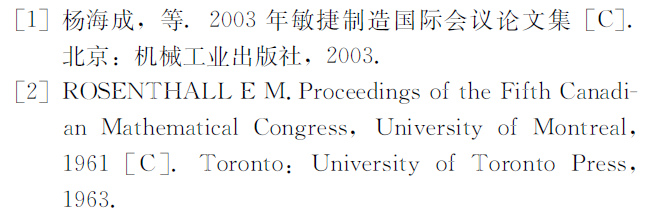 [1] 杨海成，等. 2003 年敏捷制造国际会议论文集 [C].
北京：机械工业出版社，2003.
[2] ROSENTHALL E M. Proceedings of the Fifth Canadi-
an Mathematical Congress, University of Montreal,
1961 [C]. Toronto: University of Toronto Press,
1963.